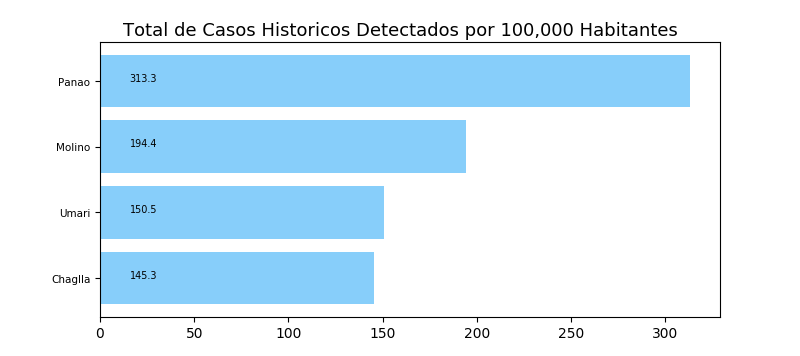 Total de Casos Historicos Detectados por 100,000 Habitantes
Panao 313.3
Molino 194.4
Umari 150.5
Chaglla 145.3
0 50 100 150 200 250 300